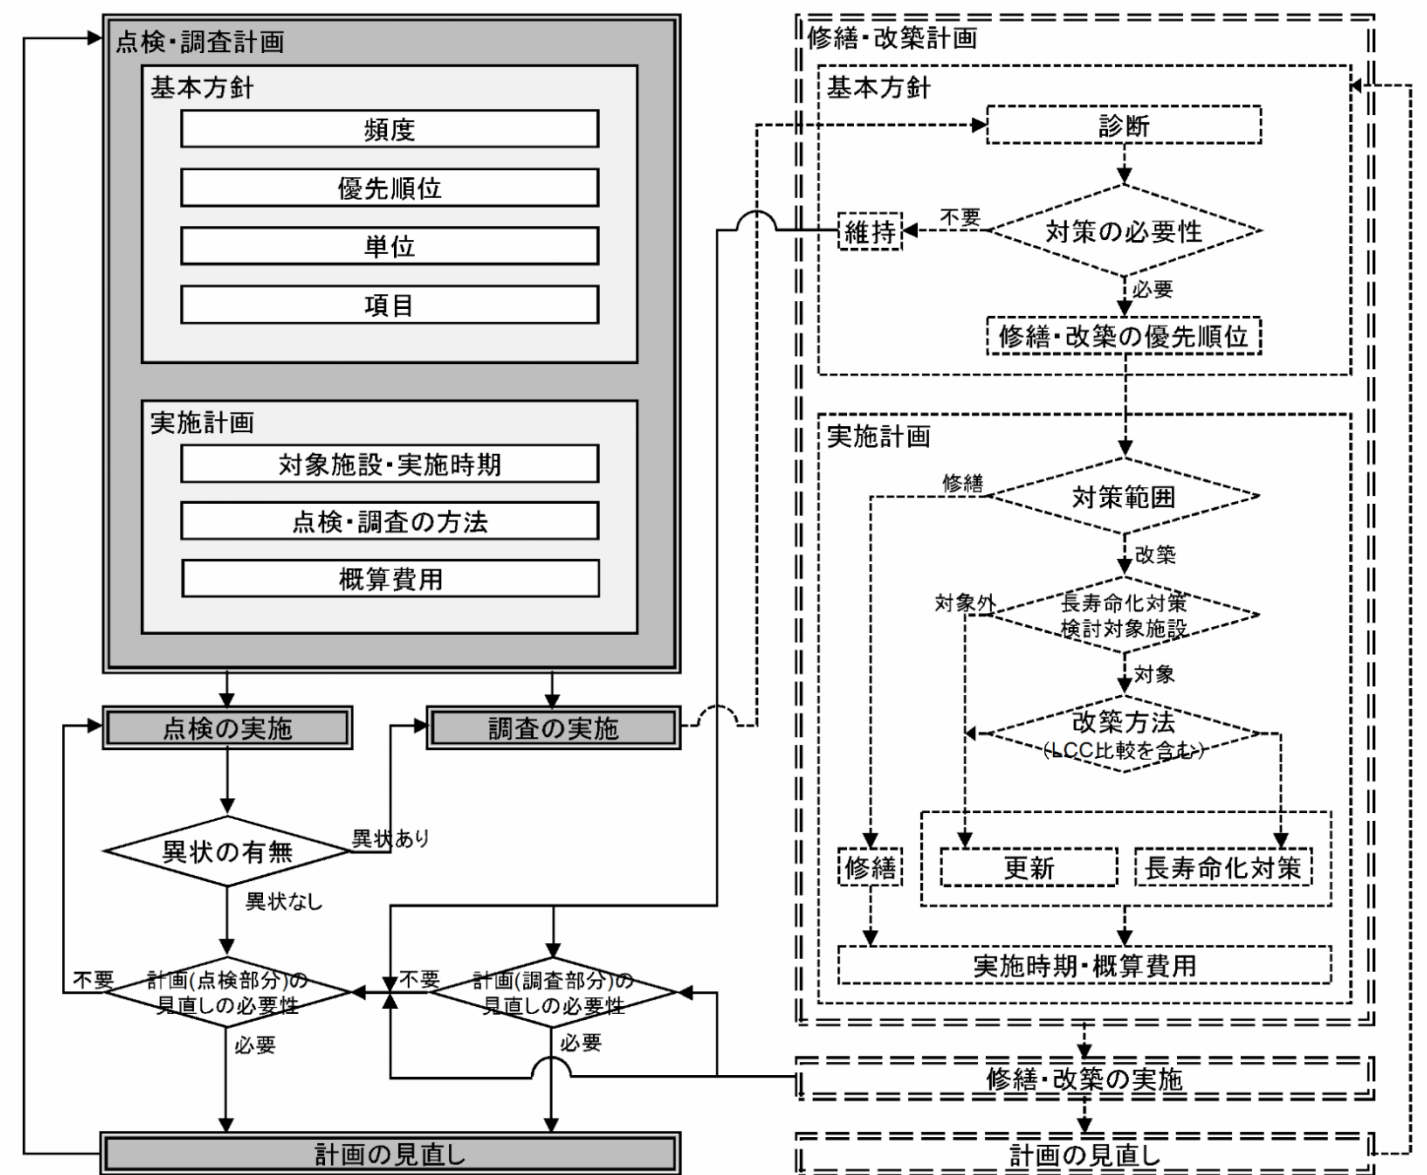 点検・調査計画
基本方針
頻度
優先順位
単位
項目
実施計画
対象施設・実施時期
点検・調査の方法
概算費用
点検の実施
調査の実施
異状の有無
異状あり
異状なし
不要
計画(点検部分)の
見直しの必要性
必要
不要
計画(調査部分)の
見直しの必要性
必要
計画の見直し
修繕・改築計画
基本方針
診断
対策の必要性
不要
維持
必要
修繕・改築の優先順位
実施計画
対策範囲
修繕
改築
長寿命化対策
検討対象施設
対象外
対象
改築方法
(LCC比較を含む)
修繕
更新
長寿命化対策
実施時期・概算費用
修繕・改築の実施
計画の見直し